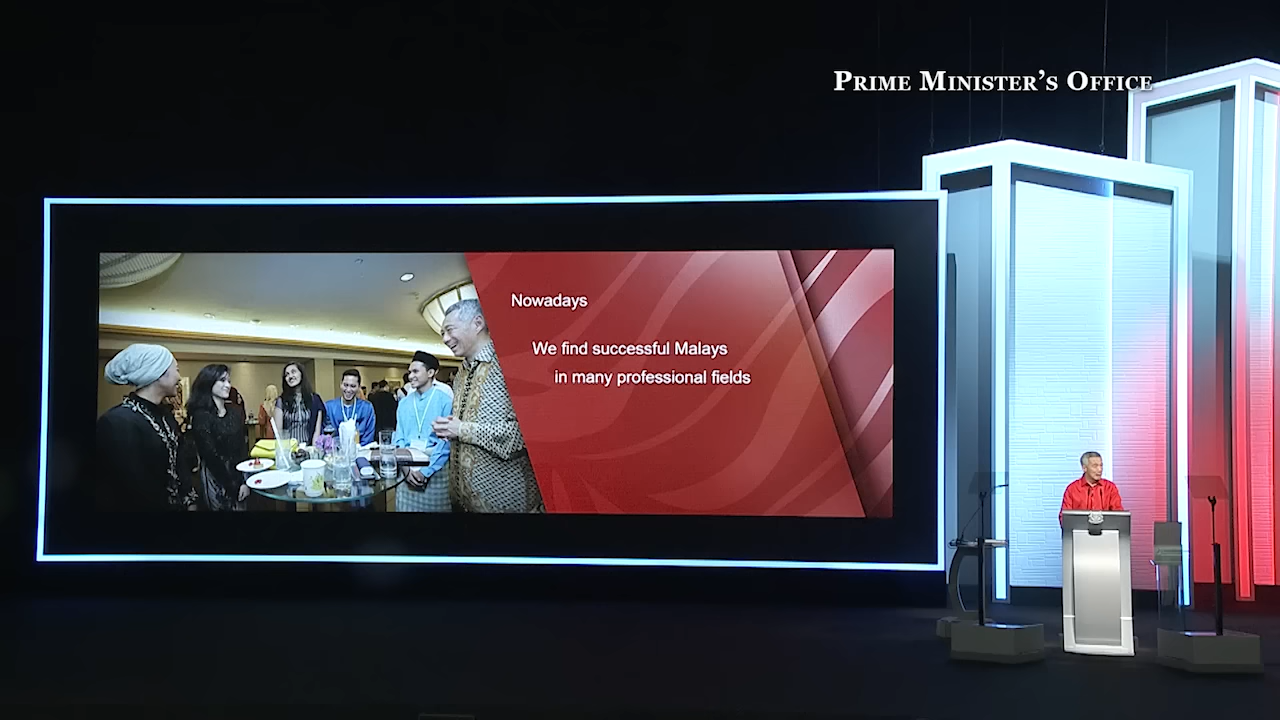 PRIME MINISTER'S OFFICE
Nowadays
We find successful Malays
in many professional fields